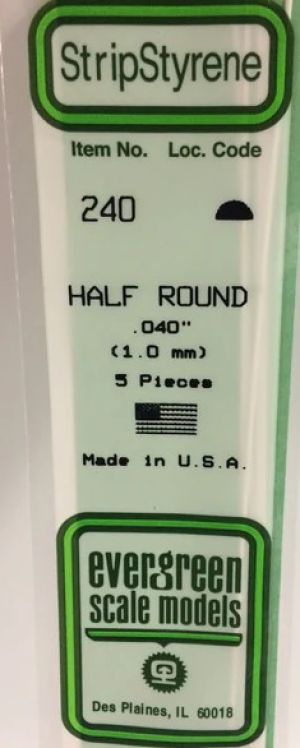 StripStyrene
Item No. Loc. Code
240
HALF ROUND
.040"
(1.0 mm)
5 Pieces
Made in U.S.A.
evergreen
scale models
Des Plaines, IL 60018